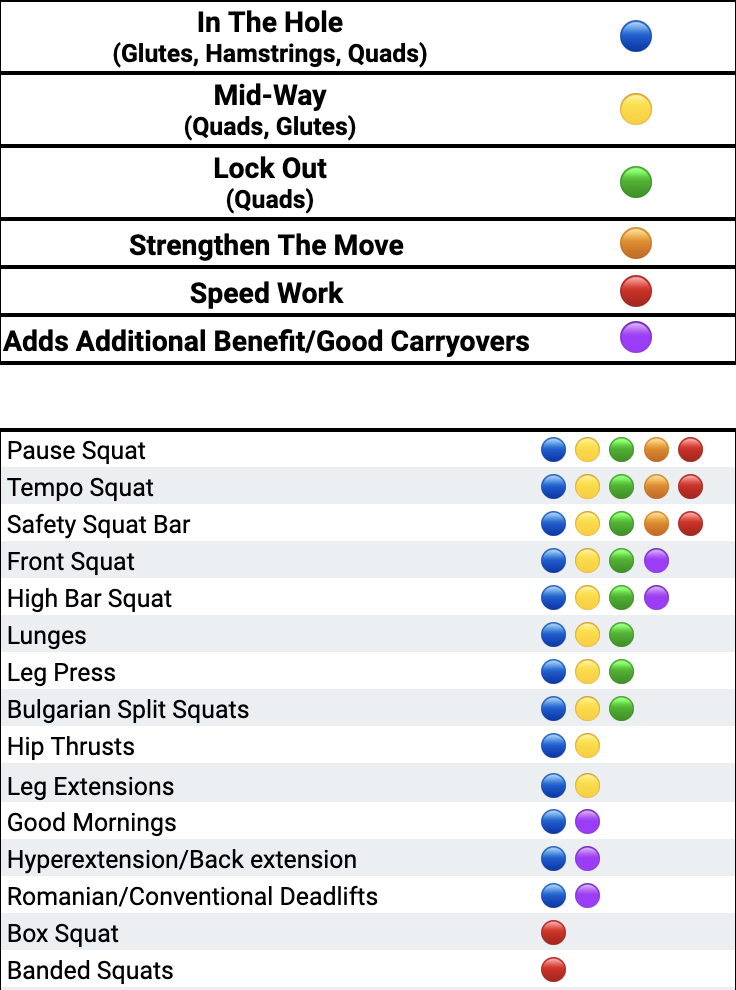 In The Hole
(Glutes, Hamstrings, Quads)
Mid-Way
(Quads, Glutes)
Lock Out
(Quads)
Strengthen The Move
Speed Work
Adds Additional Benefit/Good Carryovers
Pause Squat
Tempo Squat
Safety Squat Bar
Front Squat
High Bar Squat
Lunges
Leg Press
Bulgarian Split Squats
Hip Thrusts
Leg Extensions
Good Mornings
Hyperextension/Back extension
Romanian/Conventional Deadlifts
Box Squat
Banded Squats